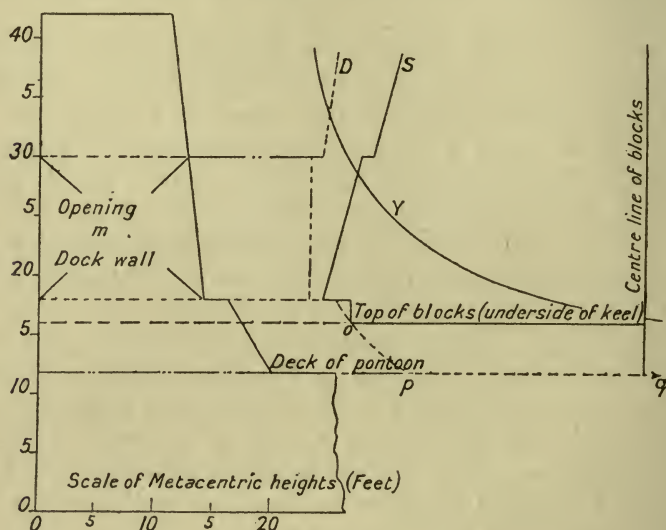 40
D
S
5
Centre line of blocks
30
Opening
m
5
Y
Dock wall
20
Top of blocks (underside of keel)
5
o
Deck of pontoon
p
q
10
5
Scale of Metacentric heights (Feet)
0
0
5
10
5
20